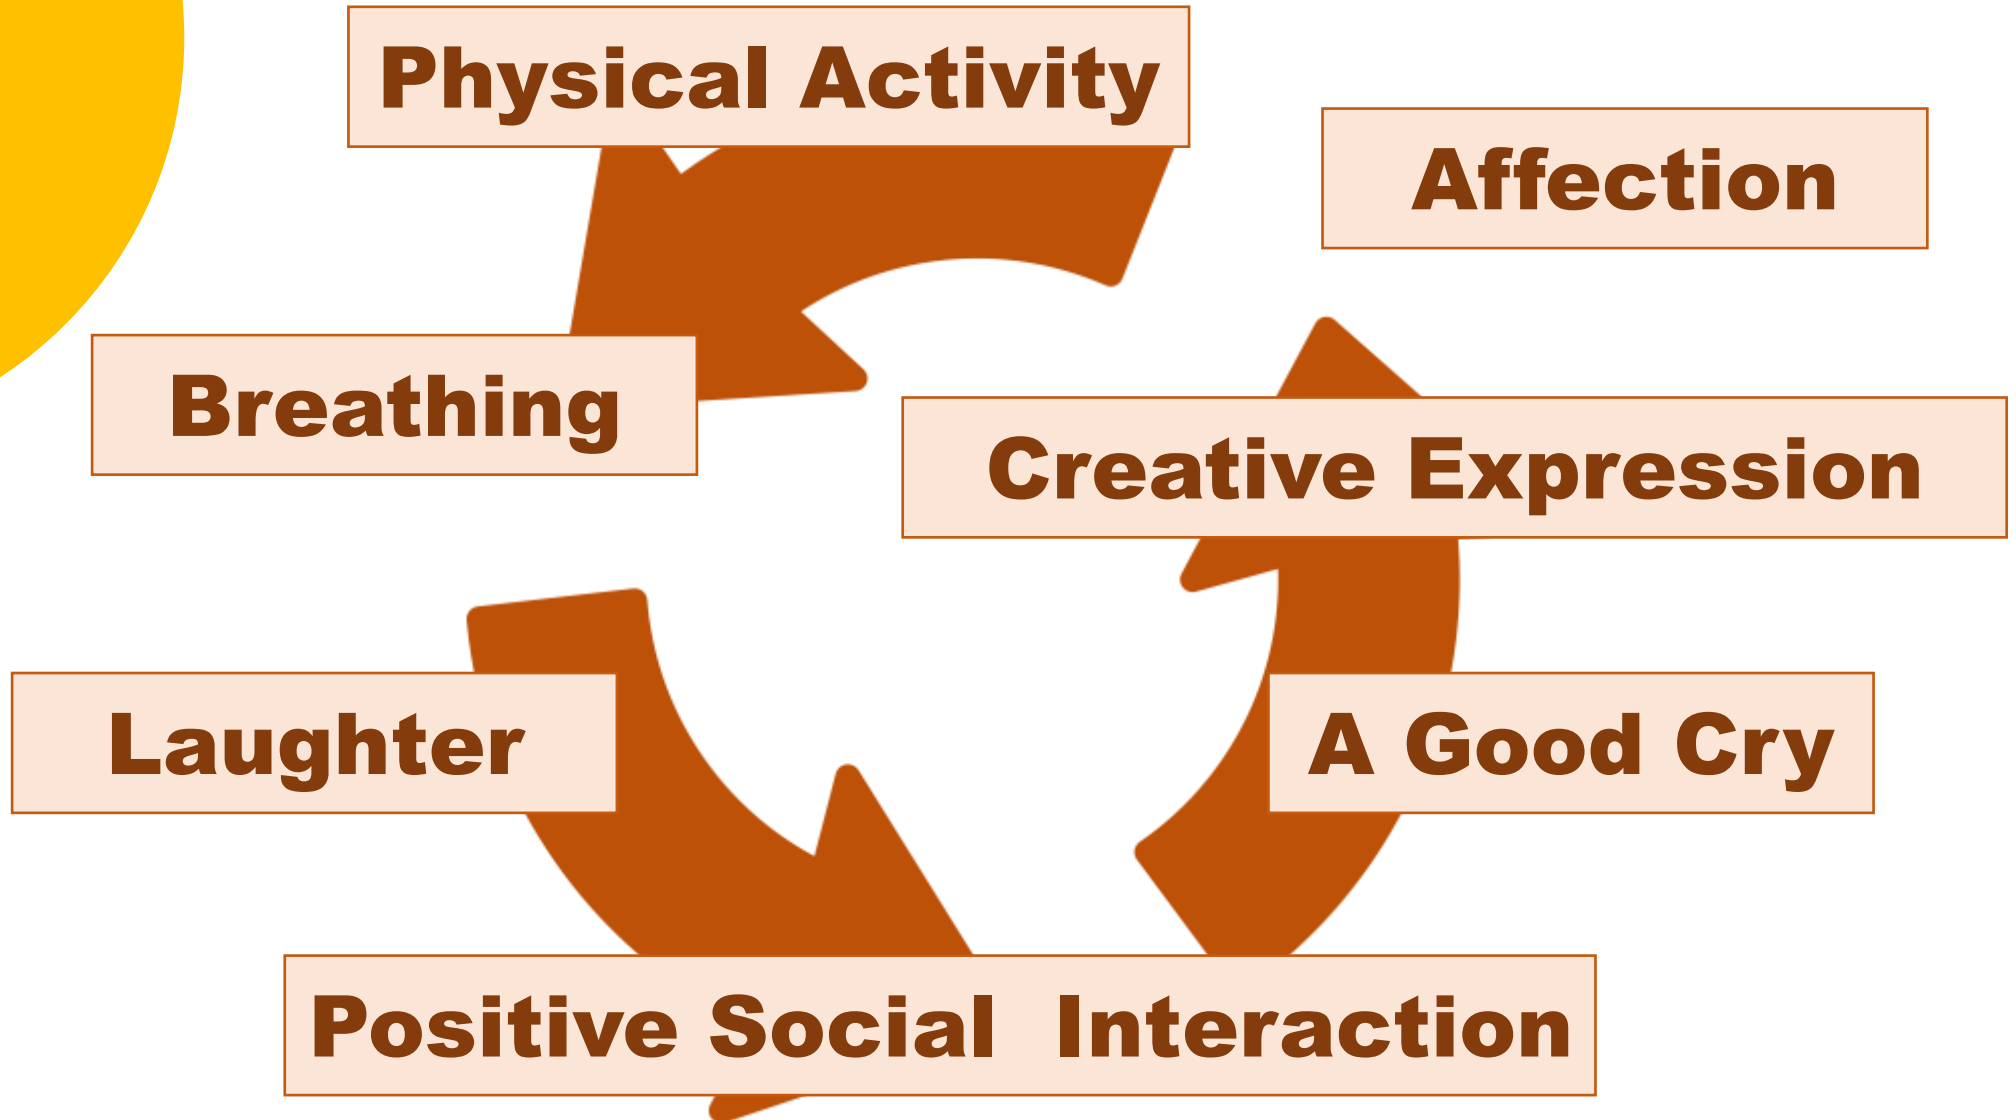 Physical Activity
Affection
Breathing
Creative Expression
Laughter
A Good Cry
Positive Social  Interaction